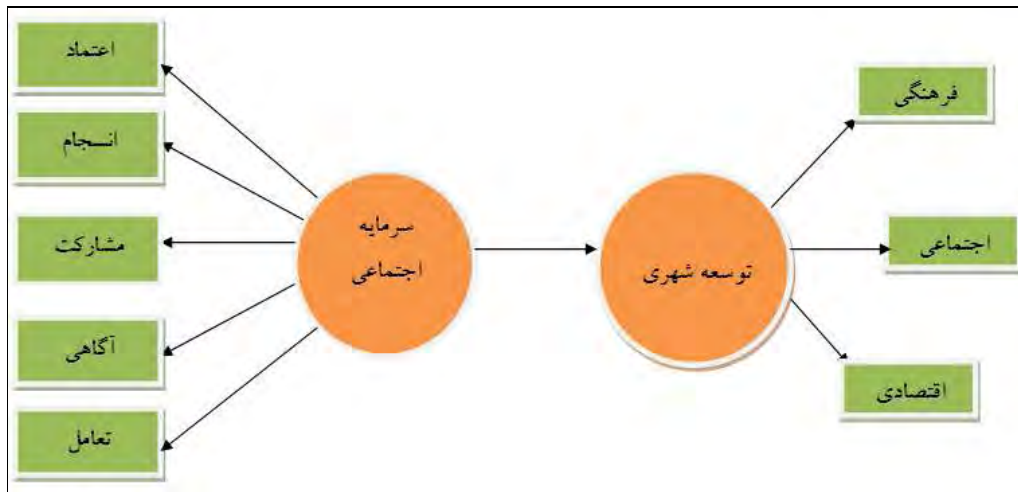 اعتماد
انسجام
مشارکت
آگاهی
تعامل
سرمایه
اجتماعی
توسعه شهری
فرهنگی
اجتماعی
اقتصادی